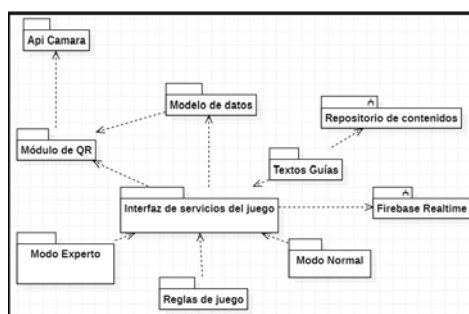 Api Camara
Modelo de datos
Repositorio de contenidos
Módulo de QR
Textos Guías
Interfaz de servicios del juego
Firebase Realtime
Modo Experto
Modo Normal
Reglas de juego